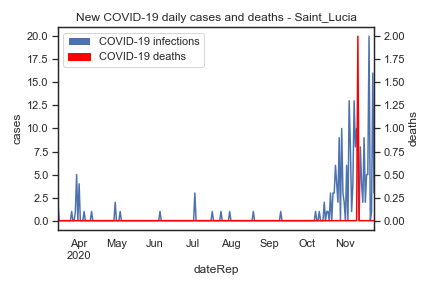 New COVID-19 daily cases and deaths - Saint_Lucia
COVID-19 infections
COVID-19 deaths
cases
20.0
17.5
15.0
12.5
10.0
7.5
5.0
2.5
0.0
2.00
1.75
1.50
1.25
1.00
0.75
0.50
0.25
0.00
deaths
Apr May Jun Jul Aug Sep Oct Nov
2020
dateRep